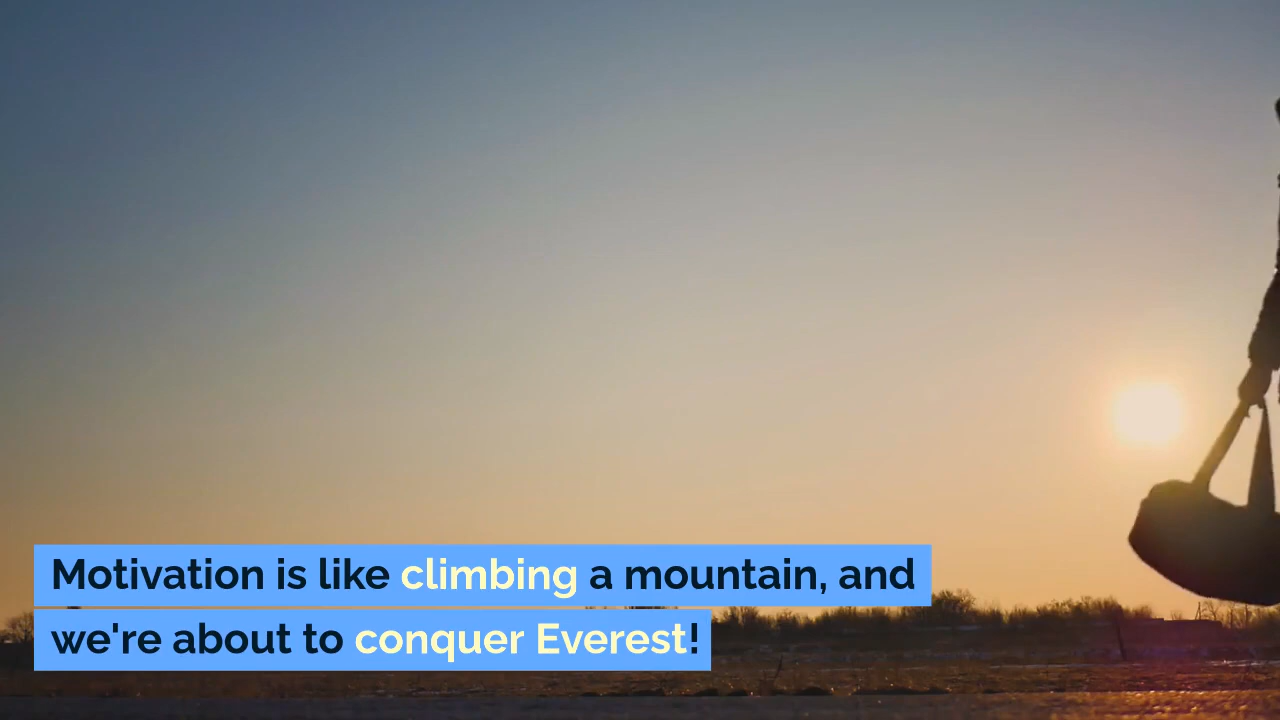 Motivation is like climbing a mountain, and
we're about to conquer Everest!